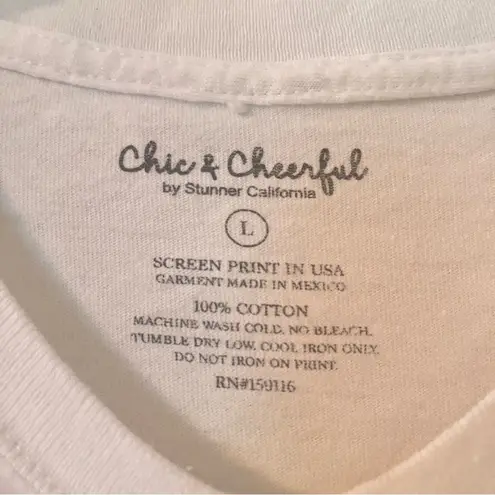 Chic & Cheerful
by Stunner California
L
SCREEN PRINT IN USA
GARMENT MADE IN MEXICO
100% COTTON
MACHINE WASH COLD. NO BLEACH.
TUMBLE DRY LOW. COOL IRON ONLY.
DO NOT IRON ON PRINT.
RN#159116